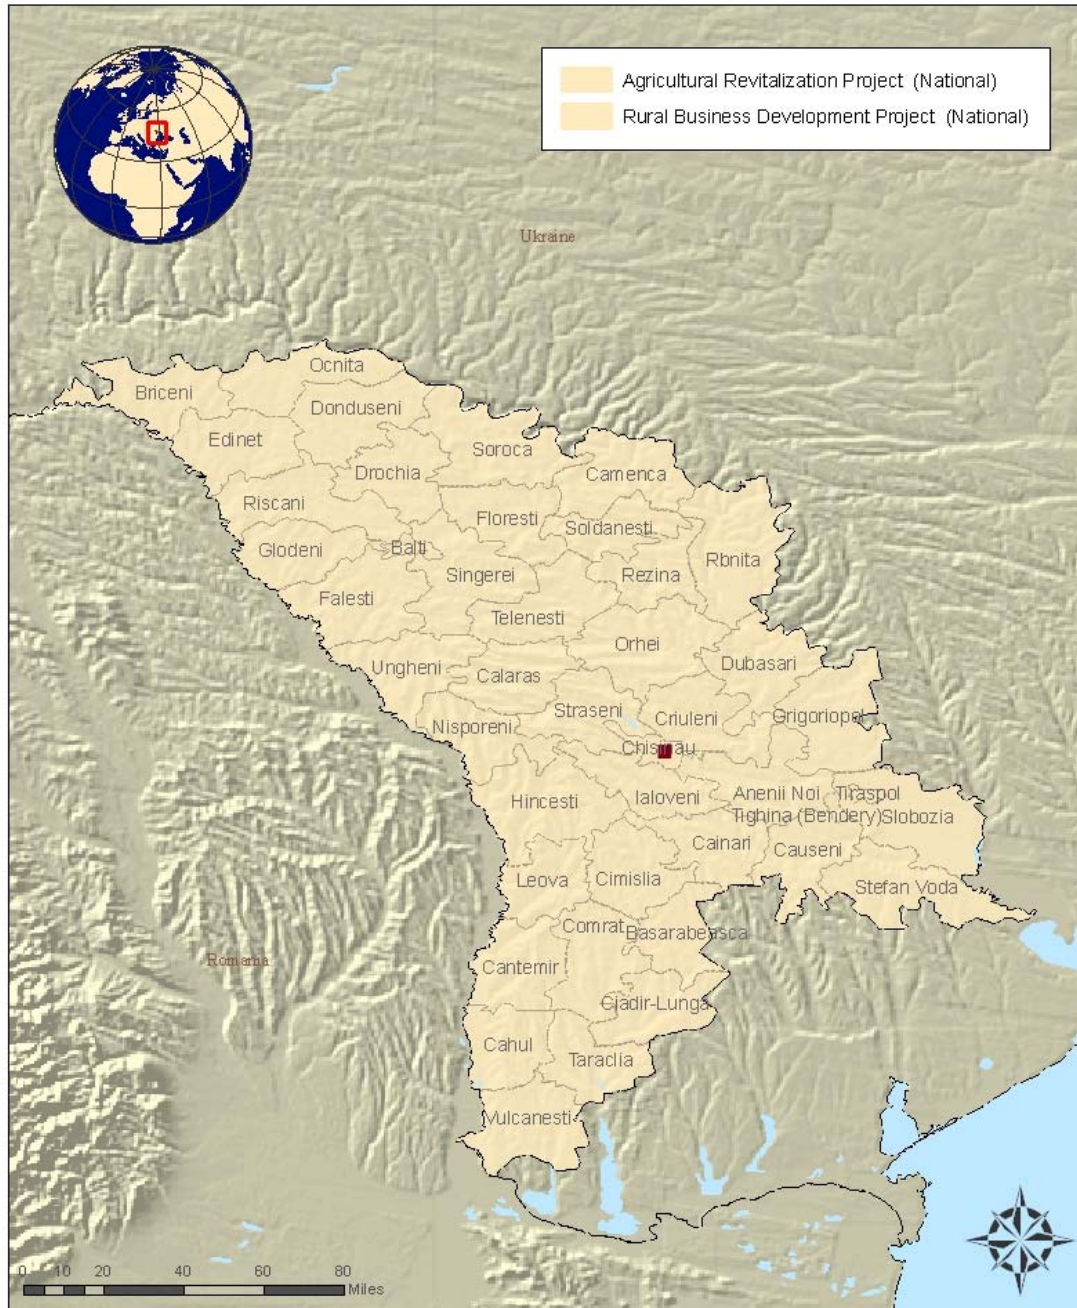 Agricultural Revitalization Project (National)
Rural Business Development Project (National)
Ukraine
Ocnita
Briceni
Donduseni
Edinet
Soroca
Drochia
Camenca
Riscani
Floresti
Soldanesti
Glodeni
Balti
Rbnita
Singerei
Rezina
Falesti
Telenesti
Orhei
Ungheni
Dubasari
Calaras
Straseni
Criuleni
Grigoriopol
Nisporeni
Chisinau
Hincesti
Ialoveni
Anenii Noi
Tiraspol
Tighina (Bendery)
Slobozia
Cainari
Causeni
Leova
Cimislia
Stefan Voda
Comrat
Basarabeasca
Romania
Cantemir
Ciadir-Lunga
Cahul
Taraclia
Vulcanesti
0 10 20 40 60 80
Miles